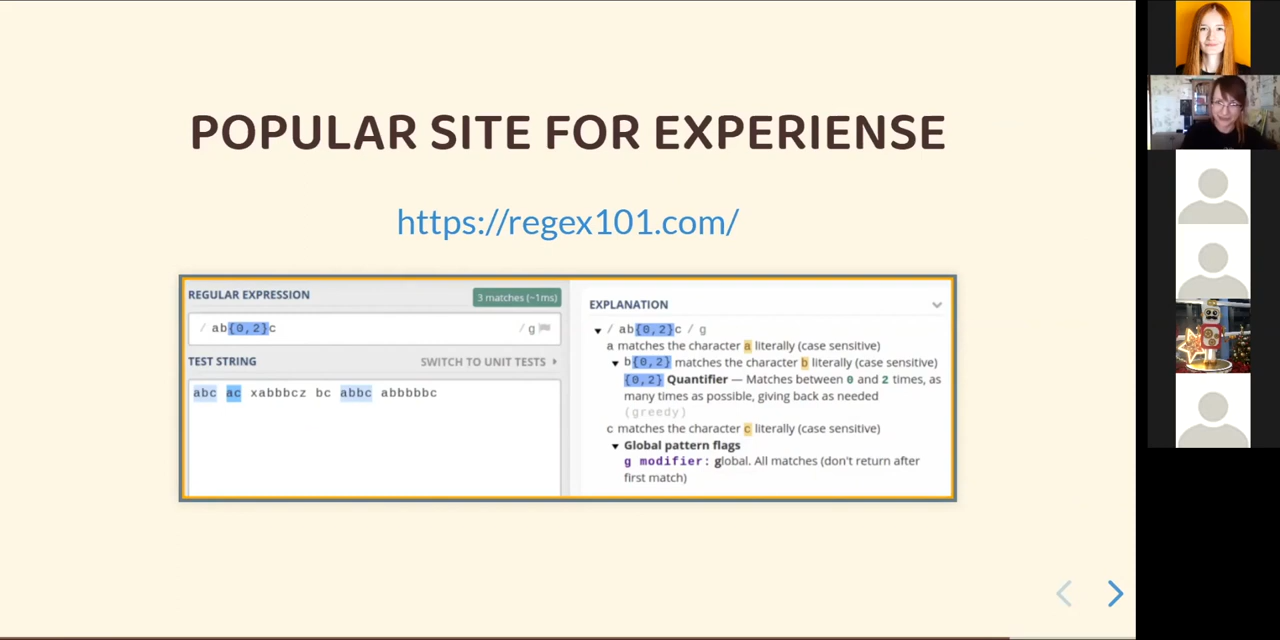 POPULAR SITE FOR EXPERIENSE
https://regex101.com/
REGULAR EXPRESSION
3 matches (~1ms)
/ ab{0,2}c
/ g
TEST STRING
SWITCH TO UNIT TESTS
abc ac xabbbcz bc abbc abbbbbc
EXPLANATION
/ ab{0,2}c / g
a matches the character a literally (case sensitive)
b{0,2} matches the character b literally (case sensitive)
{0,2} Quantifier — Matches between 0 and 2 times, as
many times as possible, giving back as needed
(greedy)
c matches the character c literally (case sensitive)
Global pattern flags
g modifier: global. All matches (don't return after
first match)